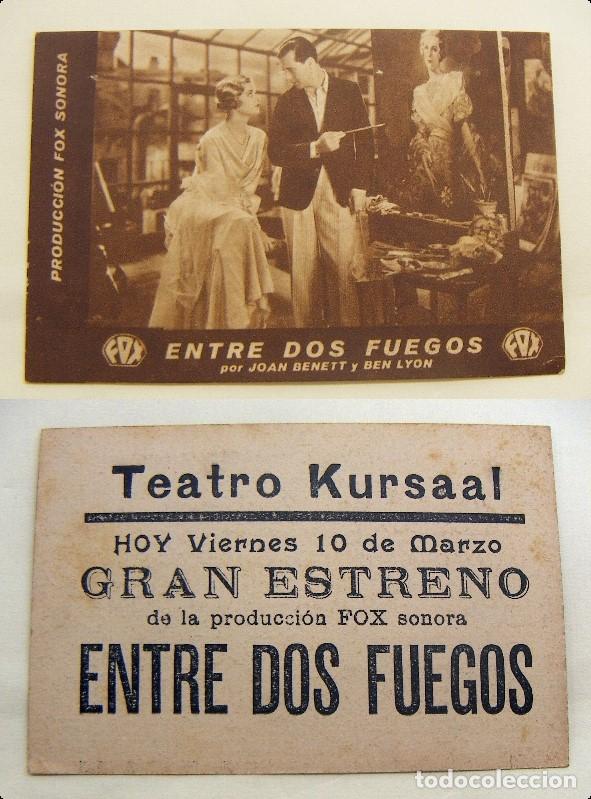 PRODUCCIÓN FOX SONORA
FOX ENTRE DOS FUEGOS FOX
por JOAN BENETT y BEN LYON
Teatro Kursaal
HOY Viernes 10 de Marzo
GRAN ESTRENO
de la producción FOX sonora
ENTRE DOS FUEGOS
todocoleccion